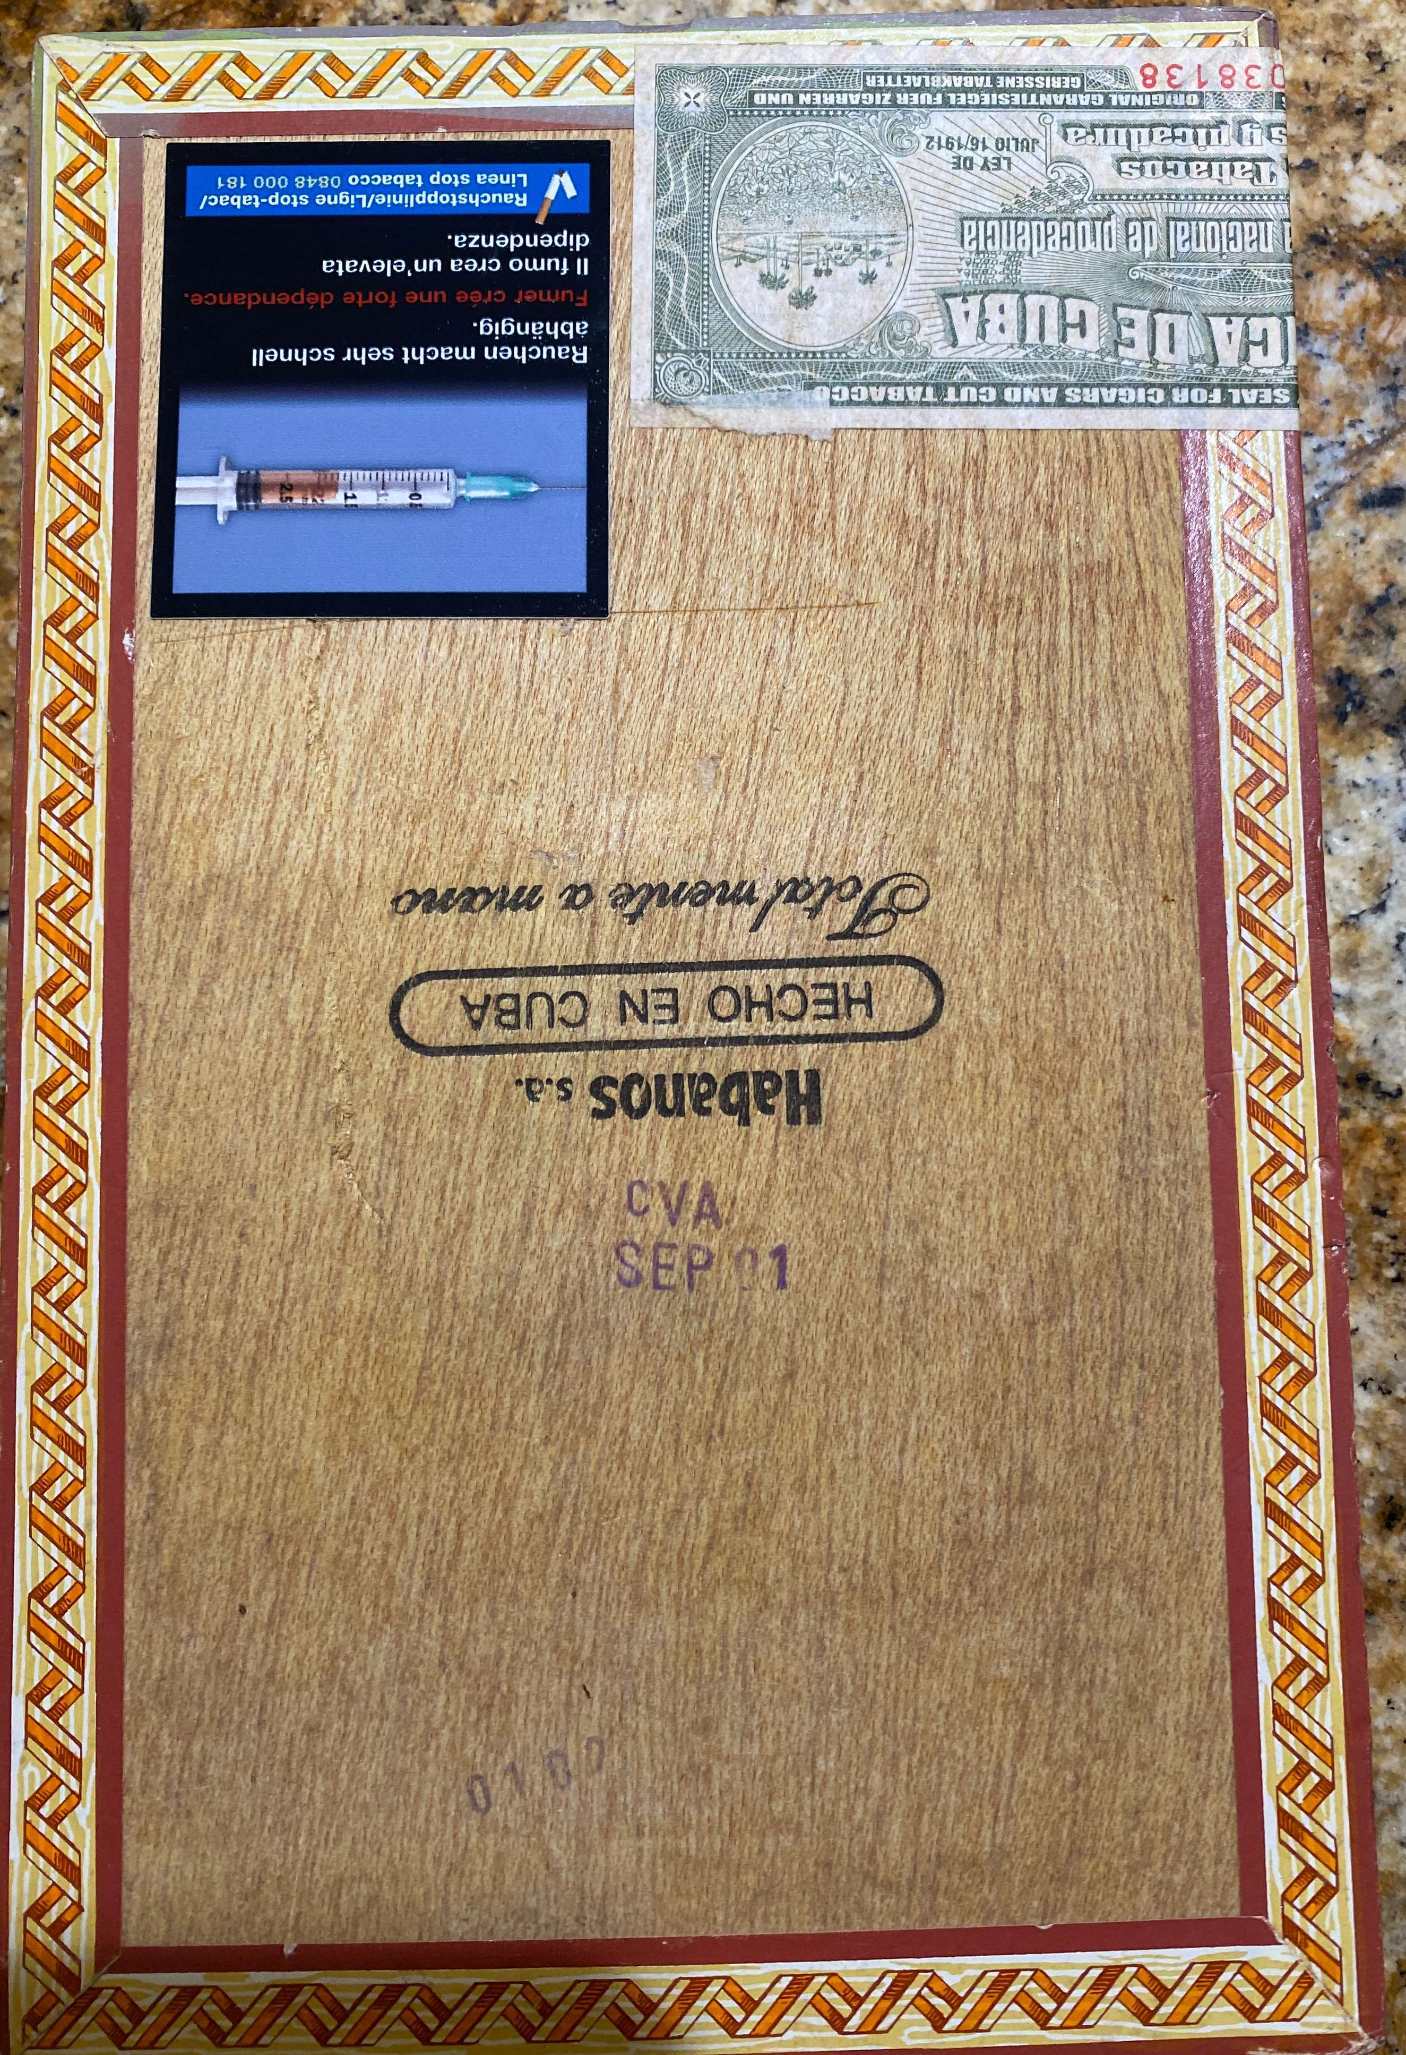 SEAL FOR CIGARS AND CUT TABACCO
DE CUBA
nacional de procedencia
Tabacos
y picadura
LEY DE
JULIO 16/1912
ORIGINAL GARANTIESIEGEL FUER ZIGARREN UND
GERISSENE TABAKBLAETTER
038138
Rauchen macht sehr schnell
abhängig.
Fumer crée une forte dépendance.
Il fumo crea un'elevata
dipendenza.
Rauchstopplinie/Ligne stop-tabac/
Linea stop tabacco 0848 000 181
Habanos s.a.
HECHO EN CUBA
Totalmente a mano
CVA
SEP 01